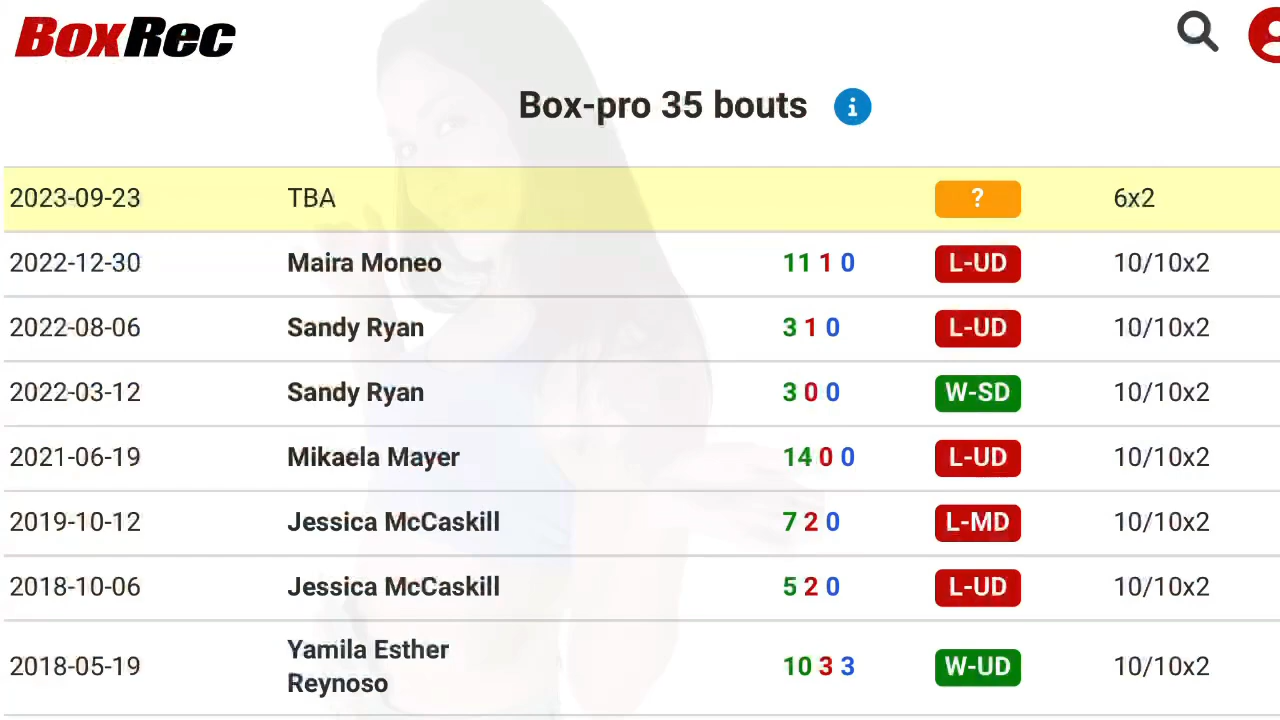 BoxRec
Box-pro 35 bouts i
2023-09-23 TBA ? 6x2
2022-12-30 Maira Moneo 11 1 0 L-UD 10/10x2
2022-08-06 Sandy Ryan 3 1 0 L-UD 10/10x2
2022-03-12 Sandy Ryan 3 0 0 W-SD 10/10x2
2021-06-19 Mikaela Mayer 14 0 0 L-UD 10/10x2
2019-10-12 Jessica McCaskill 7 2 0 L-MD 10/10x2
2018-10-06 Jessica McCaskill 5 2 0 L-UD 10/10x2
Yamila Esther
2018-05-19 10 3 3 W-UD 10/10x2
Reynoso